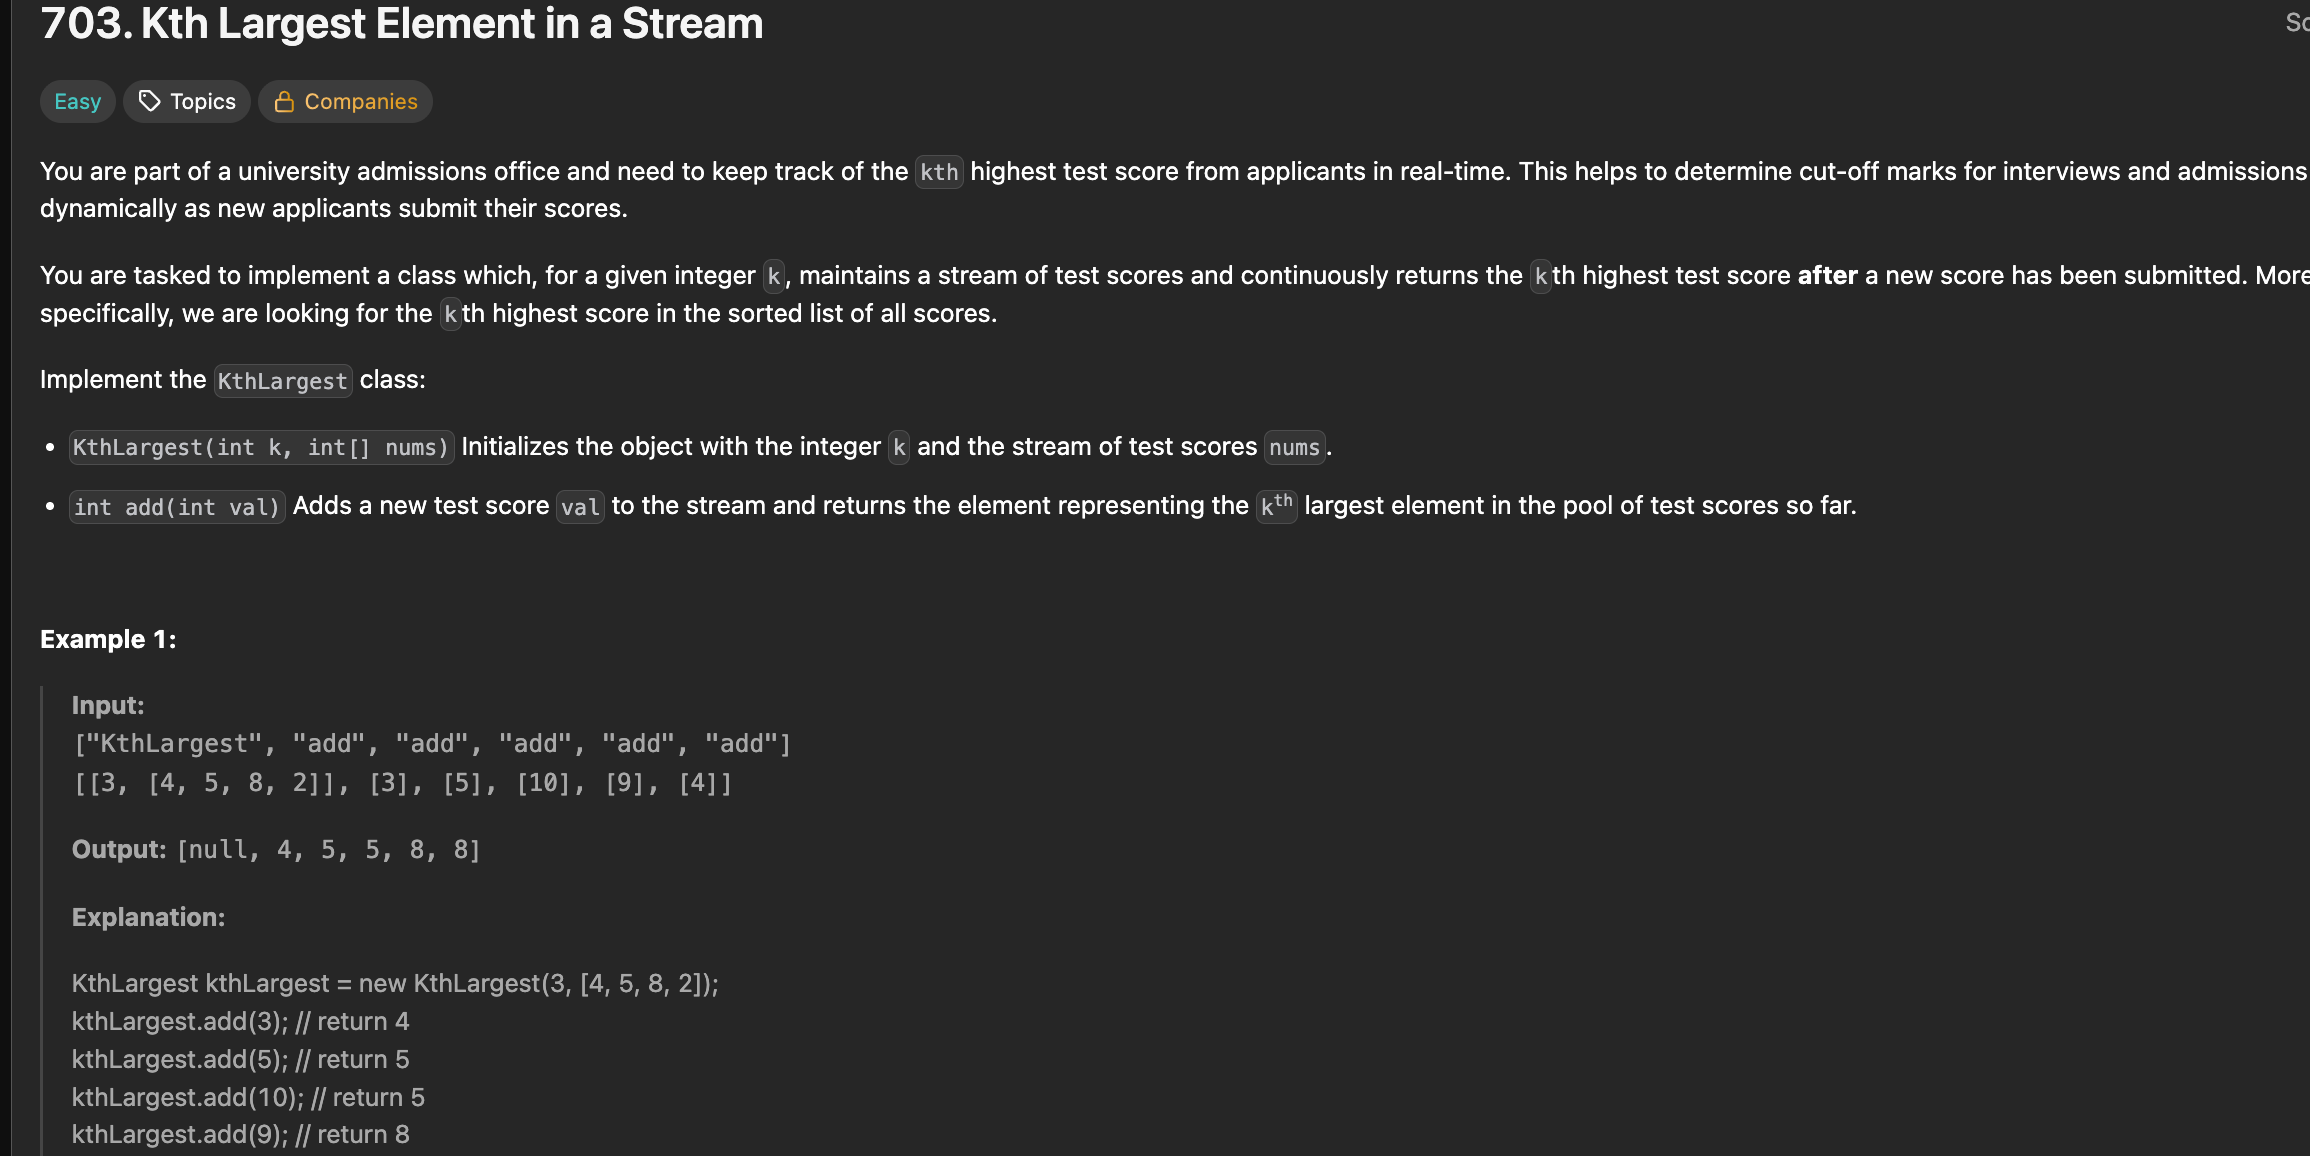 703. Kth Largest Element in a Stream
Easy Topics Companies
You are part of a university admissions office and need to keep track of the kth highest test score from applicants in real-time. This helps to determine cut-off marks for interviews and admissions
dynamically as new applicants submit their scores.
You are tasked to implement a class which, for a given integer k, maintains a stream of test scores and continuously returns the kth highest test score after a new score has been submitted. More
specifically, we are looking for the kth highest score in the sorted list of all scores.
Implement the KthLargest class:
• KthLargest(int k, int[] nums) Initializes the object with the integer k and the stream of test scores nums.
• int add(int val) Adds a new test score val to the stream and returns the element representing the kth largest element in the pool of test scores so far.
Example 1:
Input:
["KthLargest", "add", "add", "add", "add", "add"]
[[3, [4, 5, 8, 2]], [3], [5], [10], [9], [4]]
Output: [null, 4, 5, 5, 8, 8]
Explanation:
KthLargest kthLargest = new KthLargest(3, [4, 5, 8, 2]);
kthLargest.add(3); // return 4
kthLargest.add(5); // return 5
kthLargest.add(10); // return 5
kthLargest.add(9); // return 8